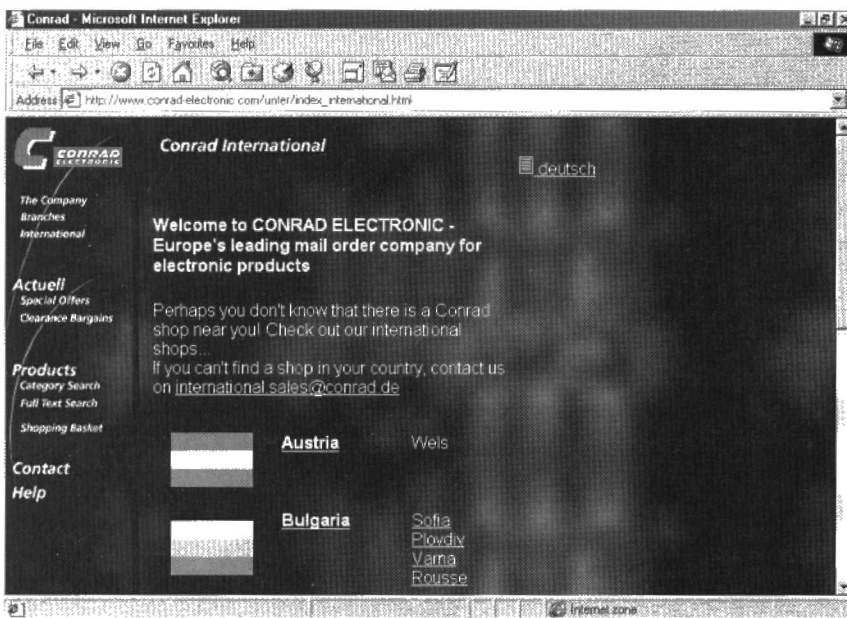 Conrad - Microsoft Internet Explorer
File Edit View Go Favorites Help
Address http://www.conrad-electronic.com/unter/index_international.html
CONRAD
ELECTRONIC
Conrad International
deutsch
The Company
Branches
International
Welcome to CONRAD ELECTRONIC -
Europe's leading mail order company for
electronic products
Actuell
Special Offers
Clearance Bargains
Perhaps you don't know that there is a Conrad
shop near you! Check out our international
shops...
If you can't find a shop in your country, contact us
on international.sales@conrad.de
Products
Category Search
Full Text Search
Shopping Basket
Contact
Help
Austria Wels
Bulgaria Sofia
Plovdiv
Varna
Rousse
Internet zone